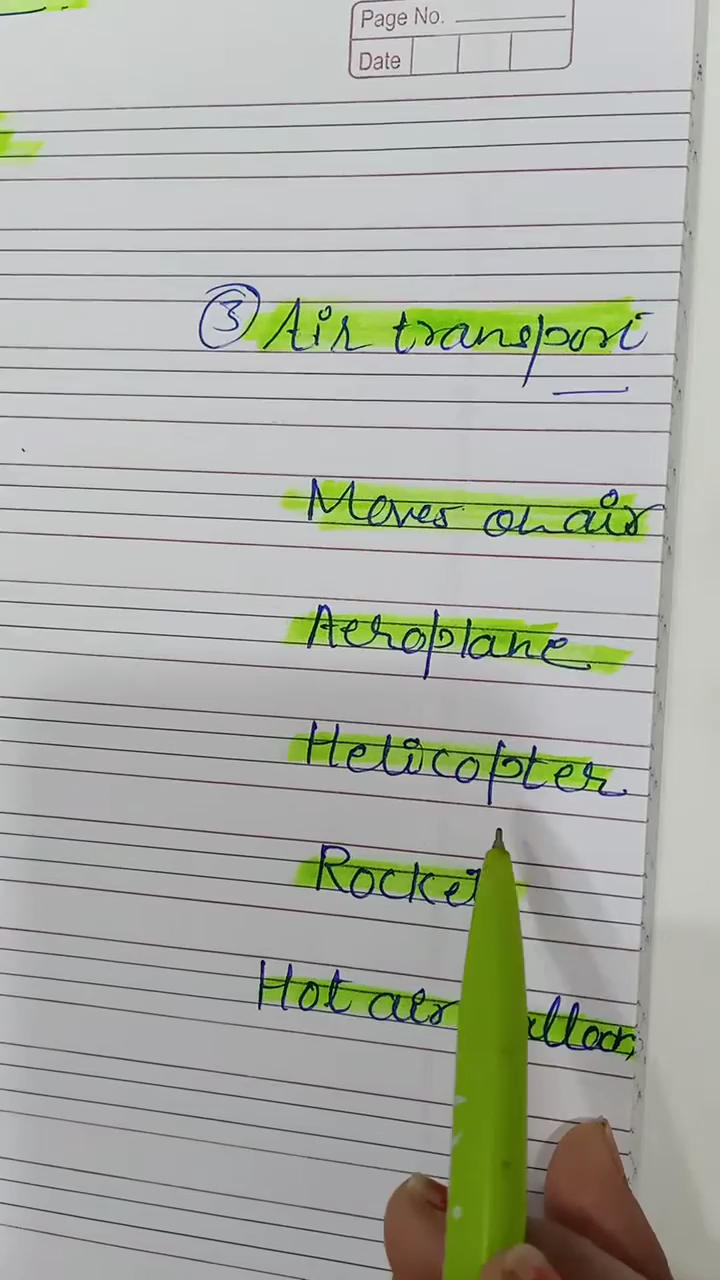 Page No.
Date
③ Air transport
Moves on air
Aeroplane
Helicopter
Rocket
Hot air